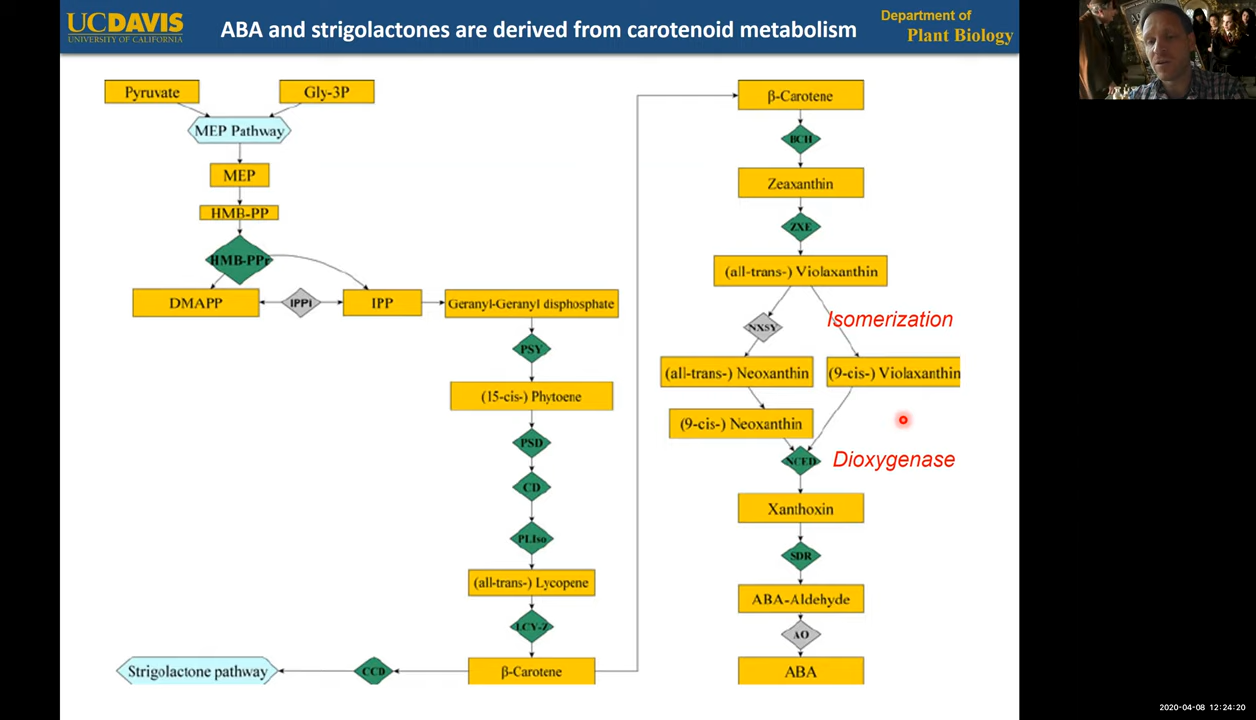 UCDAVIS
UNIVERSITY OF CALIFORNIA
ABA and strigolactones are derived from carotenoid metabolism
Department of
Plant Biology
Pyruvate
Gly-3P
MEP Pathway
MEP
HMB-PP
HMB-PPr
DMAPP
IPPI
IPP
Geranyl-Geranyl disphosphate
PSY
(15-cis-) Phytoene
PSD
CD
PLIso
(all-trans-) Lycopene
LCY-Z
β-Carotene
CCD
Strigolactone pathway
β-Carotene
BCH
Zeaxanthin
ZXE
(all-trans-) Violaxanthin
NXSY
Isomerization
(all-trans-) Neoxanthin
(9-cis-) Violaxanthin
(9-cis-) Neoxanthin
NCED
Dioxygenase
Xanthoxin
SDR
ABA-Aldehyde
AO
ABA
2020-04-08 12:24:20